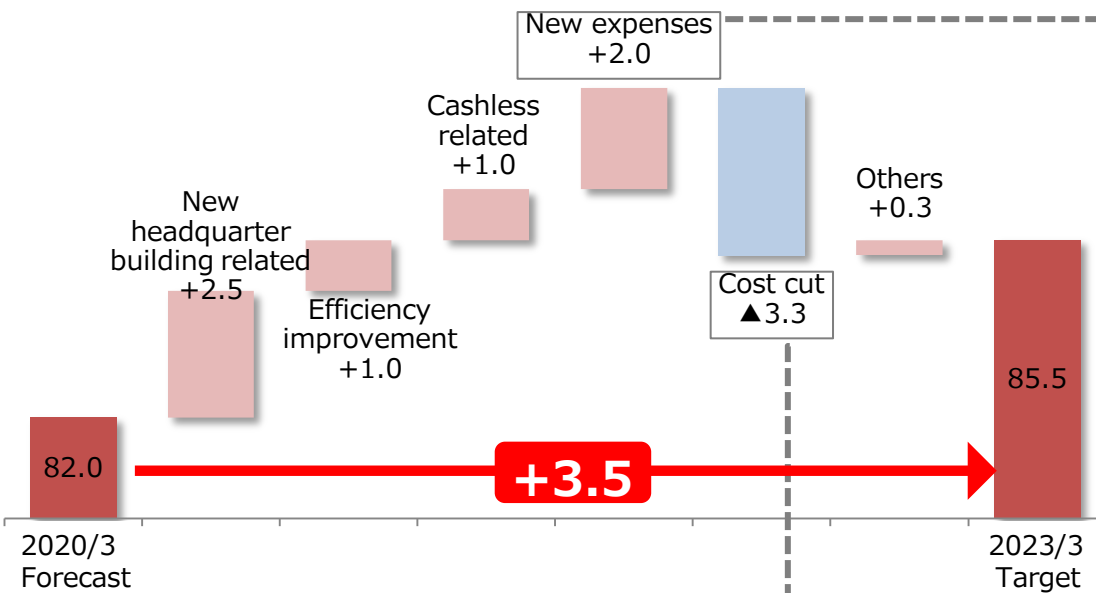 New expenses
+2.0
Cashless
related
+1.0
Others
+0.3
New
headquarter
building related
+2.5
Cost cut
▲3.3
Efficiency
improvement
+1.0
85.5
82.0
+3.5
2020/3
Forecast
2023/3
Target